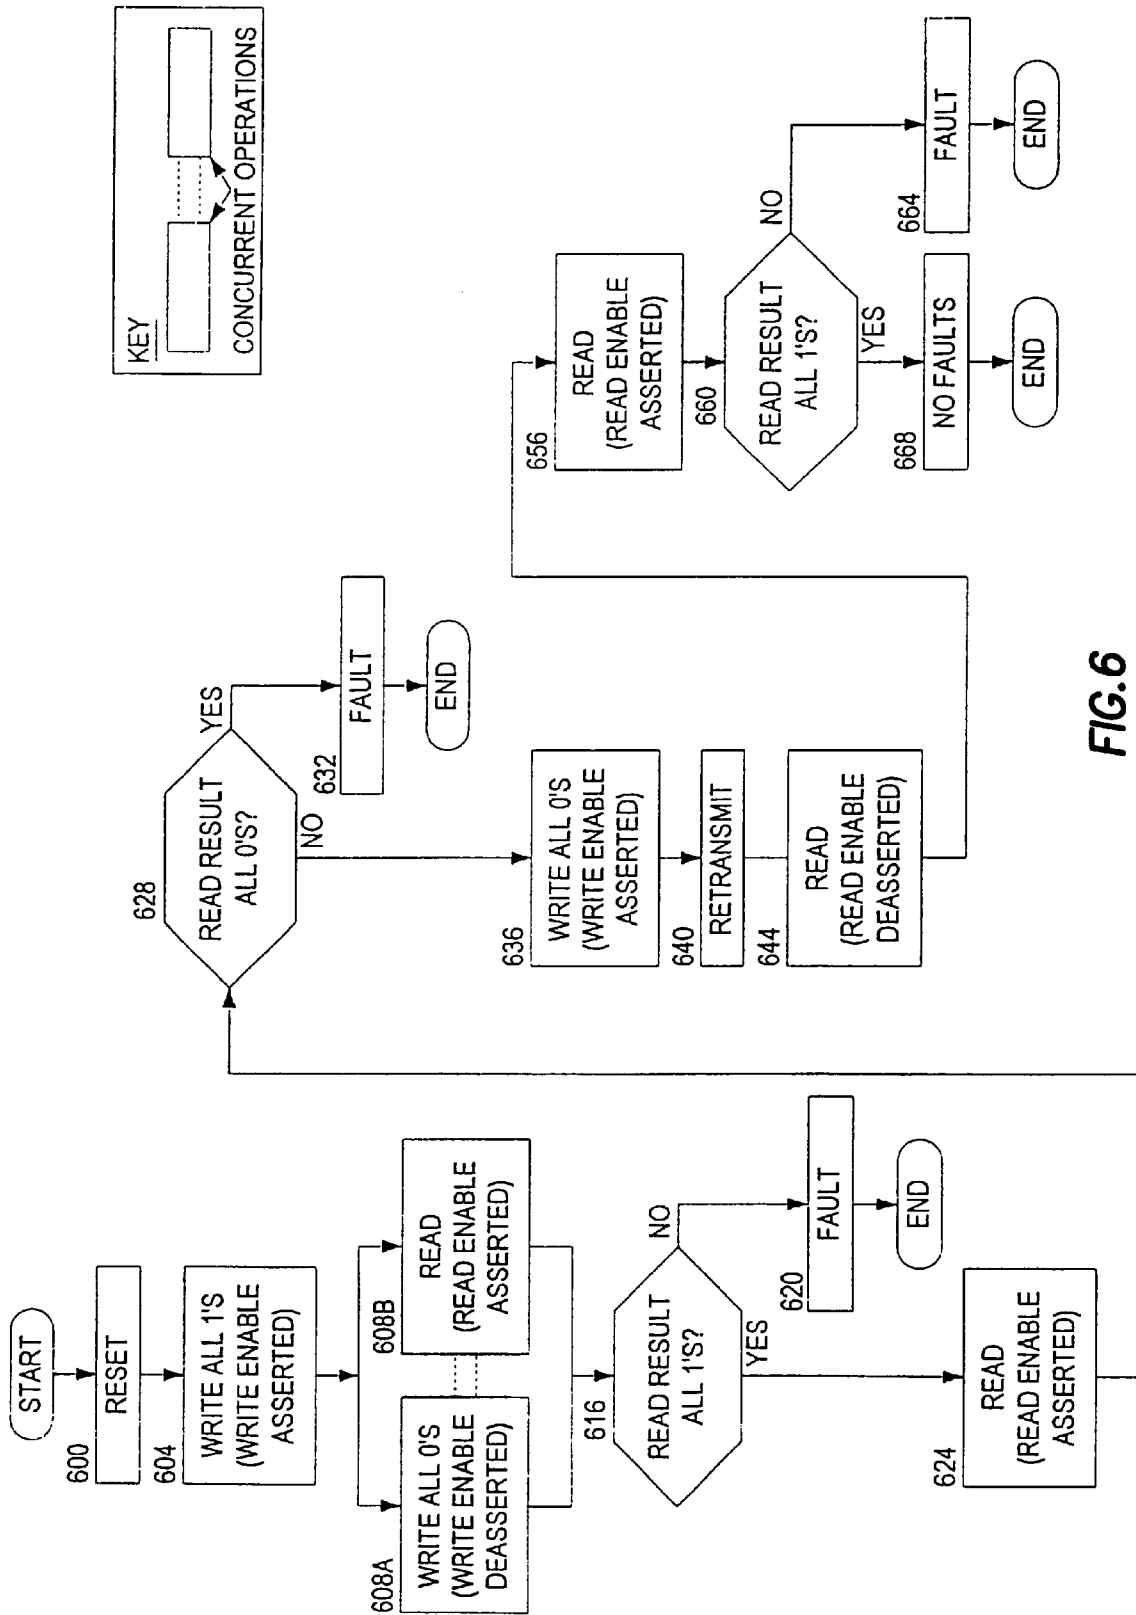 START
600
RESET
604
WRITE ALL 1'S
(WRITE ENABLE
ASSERTED)
608A
WRITE ALL 0'S
(WRITE ENABLE
DEASSERTED)
608B
READ
(READ ENABLE
ASSERTED)
616
READ RESULT
ALL 1'S?
NO
YES
620
FAULT
END
624
READ
(READ ENABLE
ASSERTED)
628
READ RESULT
ALL 0'S?
YES
NO
632
FAULT
END
636
WRITE ALL 0'S
(WRITE ENABLE
ASSERTED)
640
RETRANSMIT
644
READ
(READ ENABLE
DEASSERTED)
KEY
CONCURRENT OPERATIONS
656
READ
(READ ENABLE
ASSERTED)
660
READ RESULT
ALL 1'S?
NO
YES
664
FAULT
END
668
NO FAULTS
END
FIG.6